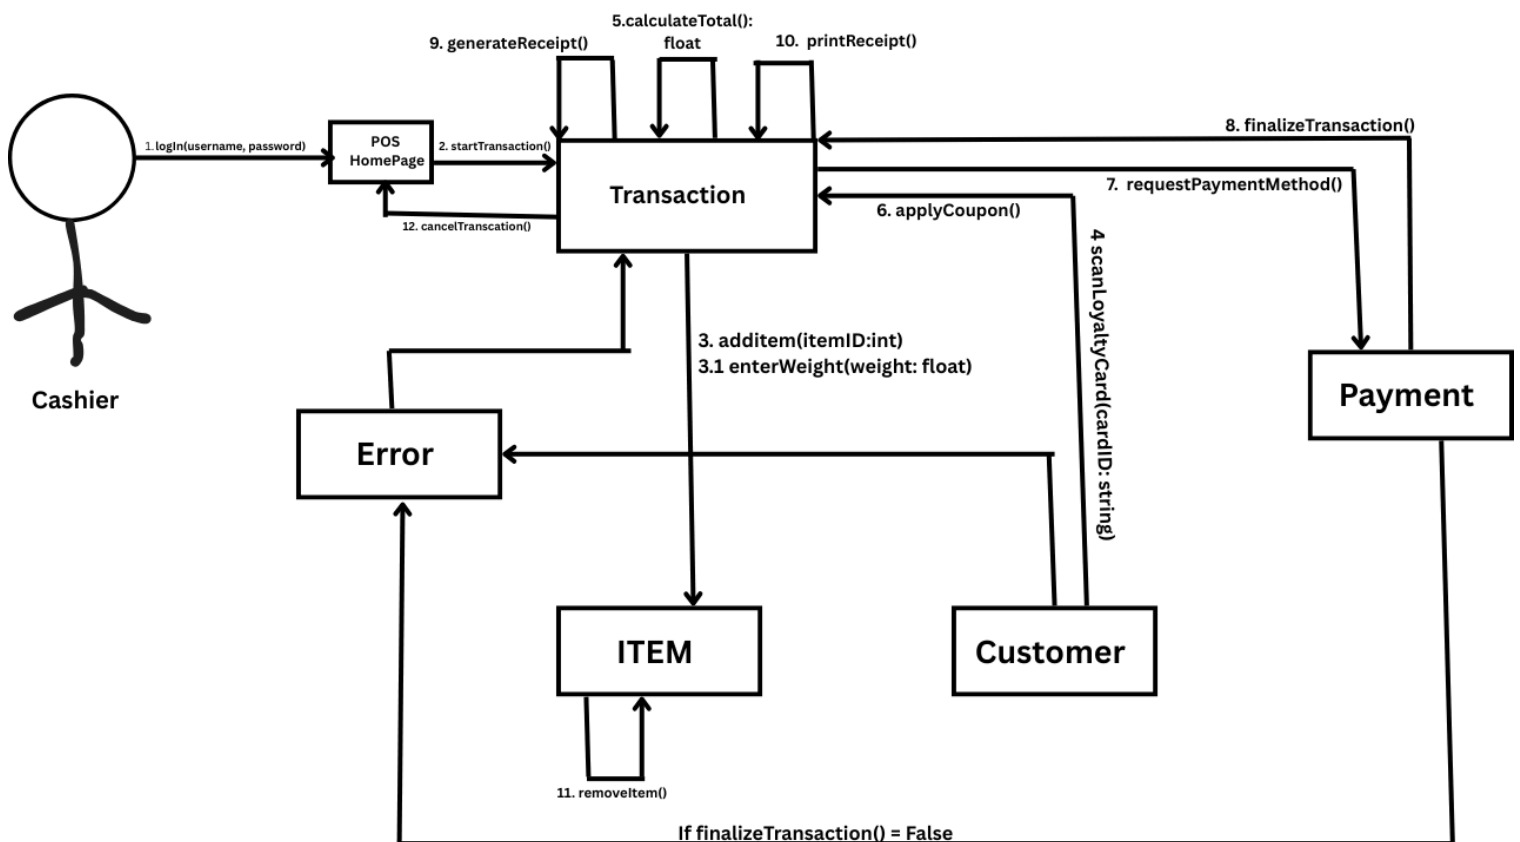 5.calculateTotal():
float
9. generateReceipt()
10. printReceipt()
8. finalizeTransaction()
1.logIn(username, password)
POS
HomePage
2. startTransaction()
Transaction
7. requestPaymentMethod()
6. applyCoupon()
12. cancelTranscation()
4 scanLoyaltyCard(cardID: string)
3. additem(itemID:int)
3.1 enterWeight(weight: float)
Cashier
Payment
Error
ITEM
Customer
11. removeItem()
If finalizeTransaction() = False